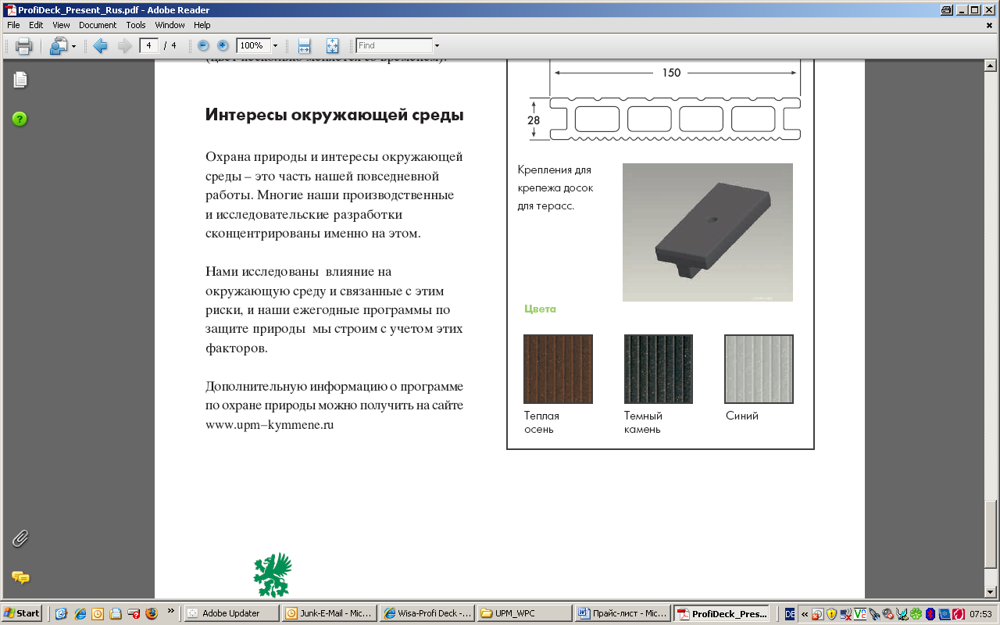 ProfiDeck_Present_Rus.pdf - Adobe Reader
File Edit View Document Tools Window Help
4 / 4 100% Find
(цвет несколько меняется со временем).
Интересы окружающей среды
Охрана природы и интересы окружающей
среды – это часть нашей повседневной
работы. Многие наши производственные
и исследовательские разработки
сконцентрированы именно на этом.
Нами исследованы влияние на
окружающую среду и связанные с этим
риски, и наши ежегодные программы по
защите природы мы строим с учетом этих
факторов.
Дополнительную информацию о программе
по охране природы можно получить на сайте
www.upm–kymmene.ru
150
28
Крепления для
крепежа досок
для терасс.
Цвета
Теплая
осень
Темный
камень
Синий
Start » Adobe Updater Junk-E-Mail - Mic... Wisa-Profi Deck -... UPM_WPC Прайс-лист - Mic... ProfiDeck_Pres... DE « 07:53